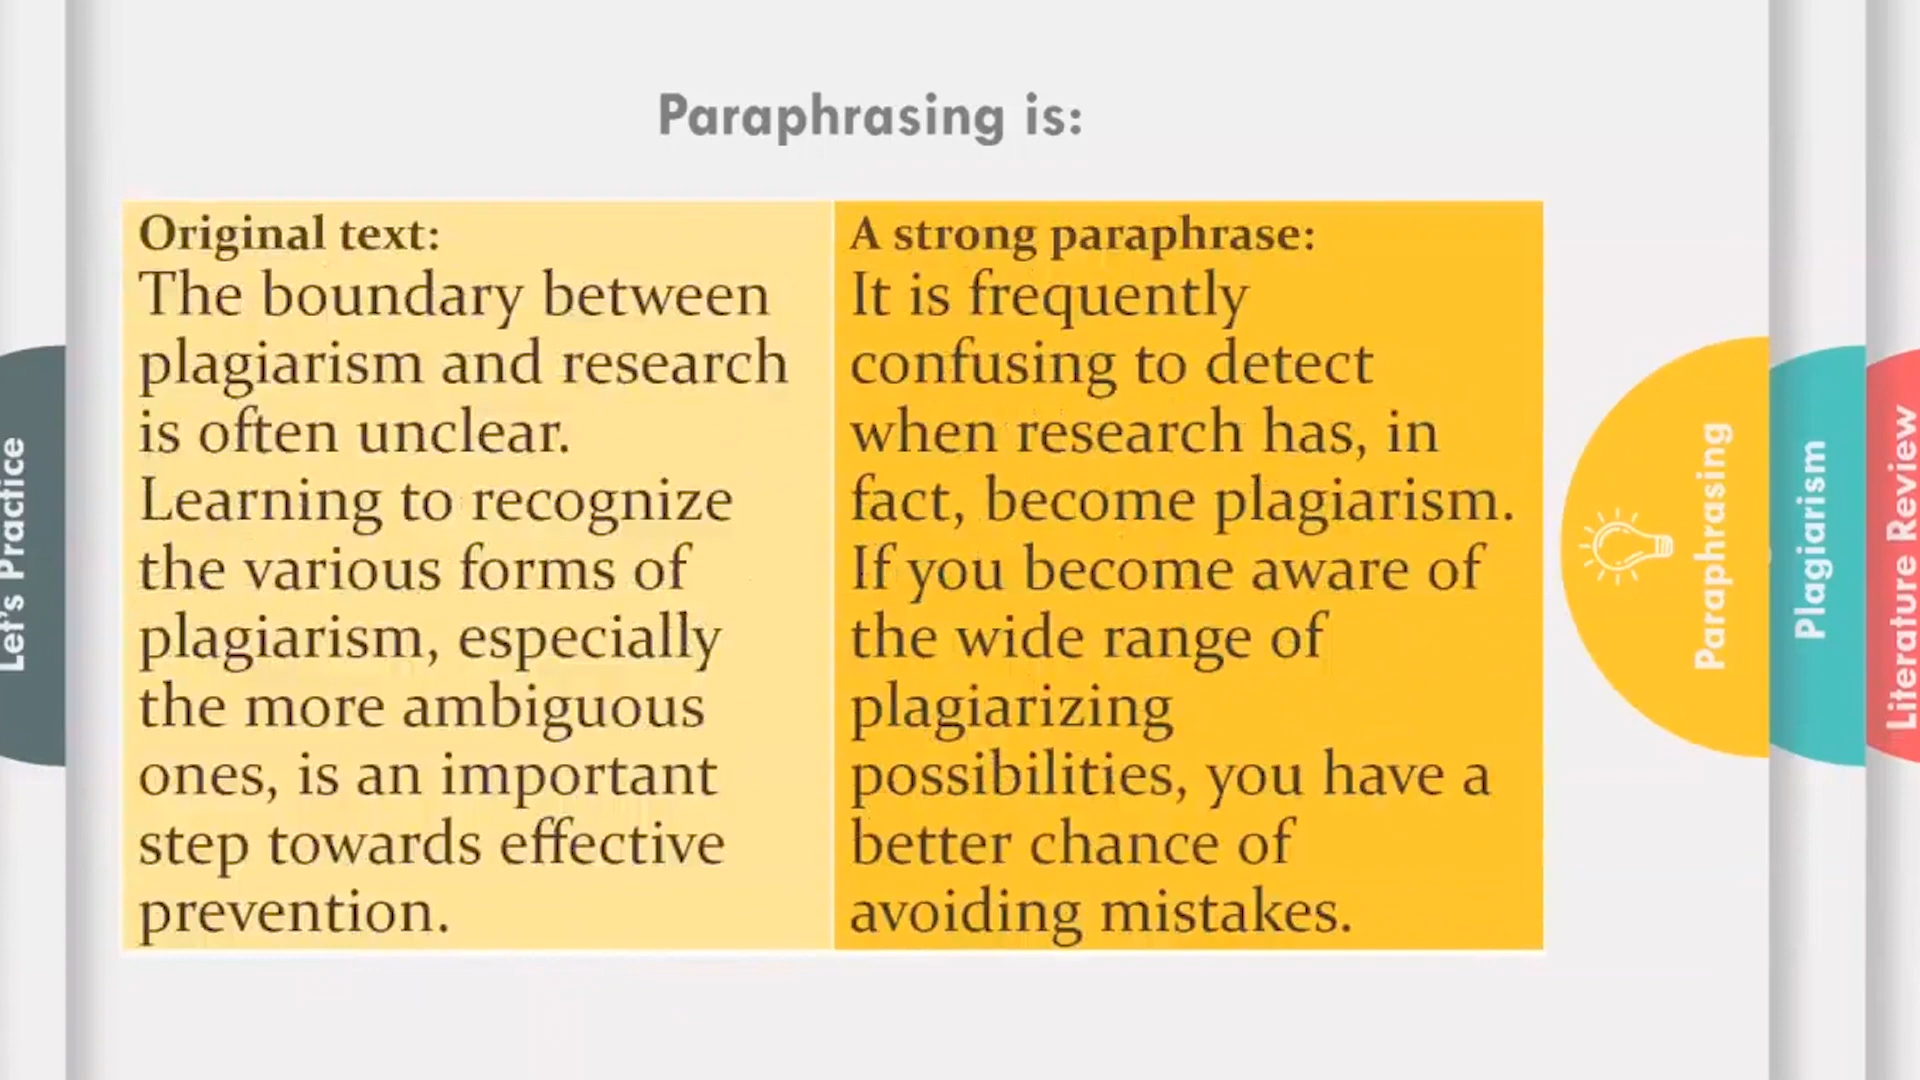 Paraphrasing is:
Original text:
The boundary between
plagiarism and research
is often unclear.
Learning to recognize
the various forms of
plagiarism, especially
the more ambiguous
ones, is an important
step towards effective
prevention.
A strong paraphrase:
It is frequently
confusing to detect
when research has, in
fact, become plagiarism.
If you become aware of
the wide range of
plagiarizing
possibilities, you have a
better chance of
avoiding mistakes.
Let's Practice
Paraphrasing
Plagiarism
Literature Review